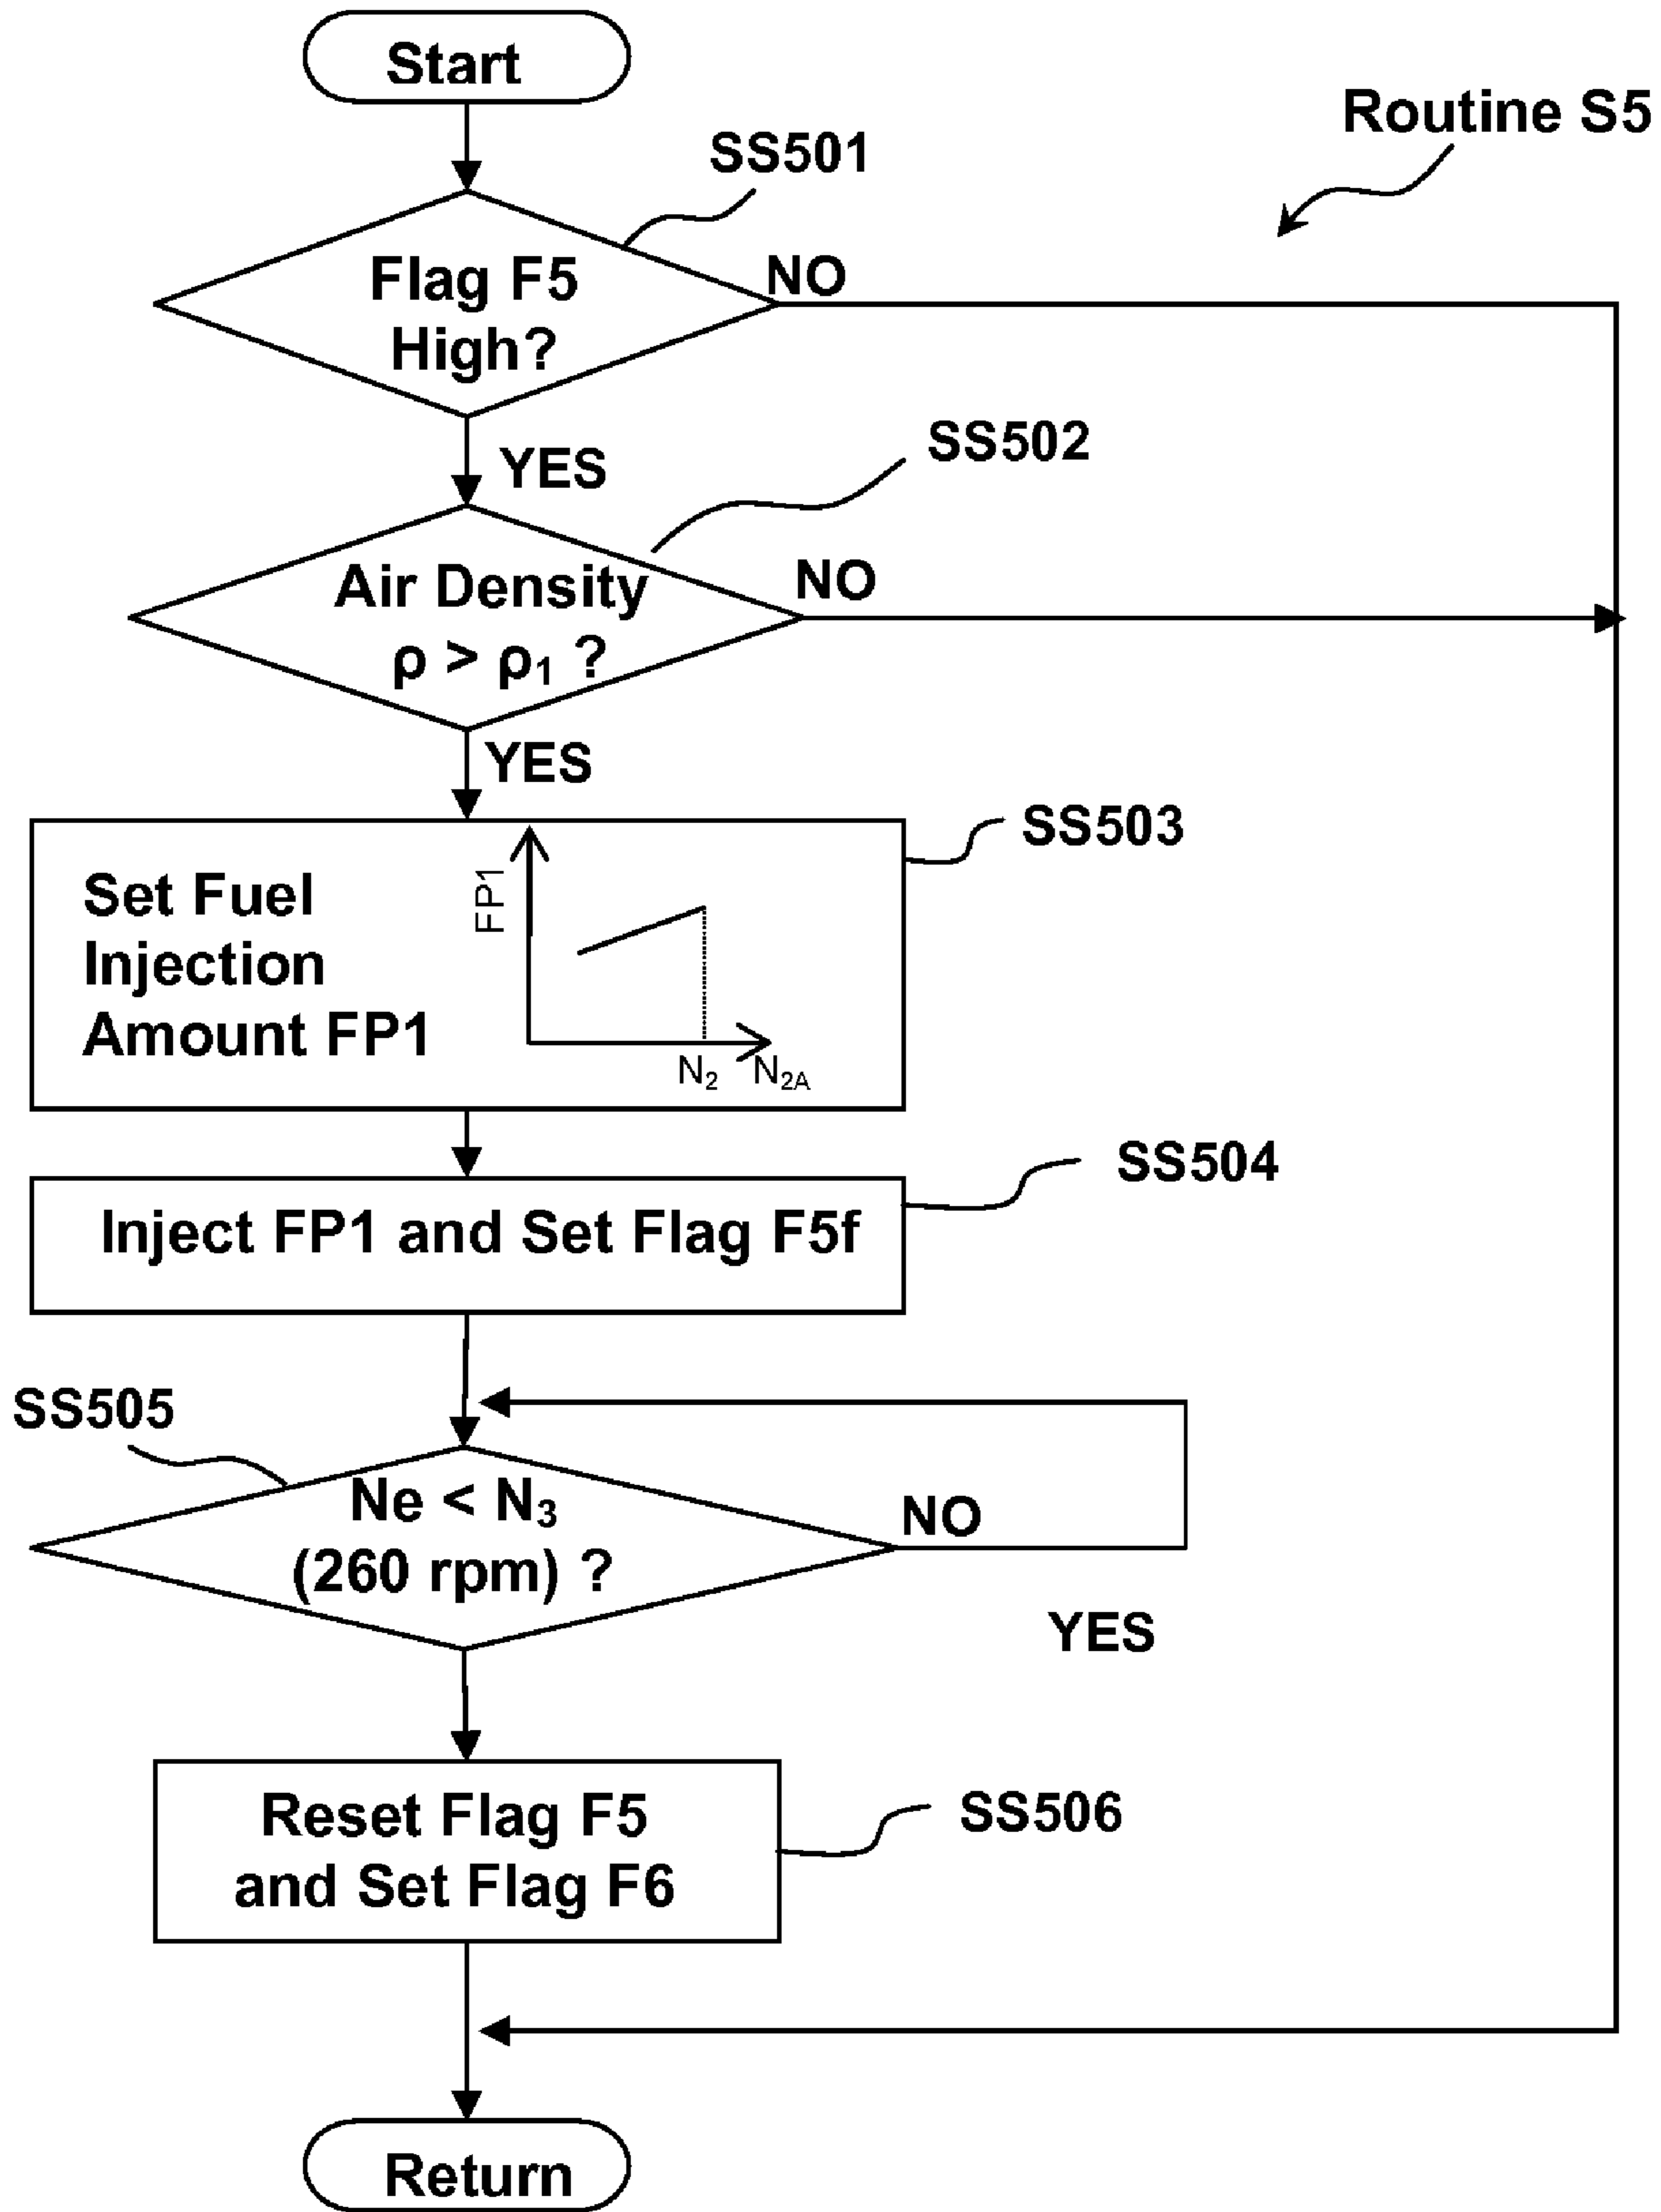 Start
Routine S5
SS501
Flag F5
High?
NO
YES
SS502
Air Density
ρ > ρ₁ ?
NO
YES
SS503
Set Fuel
Injection
Amount FP1
FP1
N₂ N₂A
SS504
Inject FP1 and Set Flag F5f
SS505
Ne < N₃
(260 rpm) ?
NO
YES
Reset Flag F5
and Set Flag F6
SS506
Return